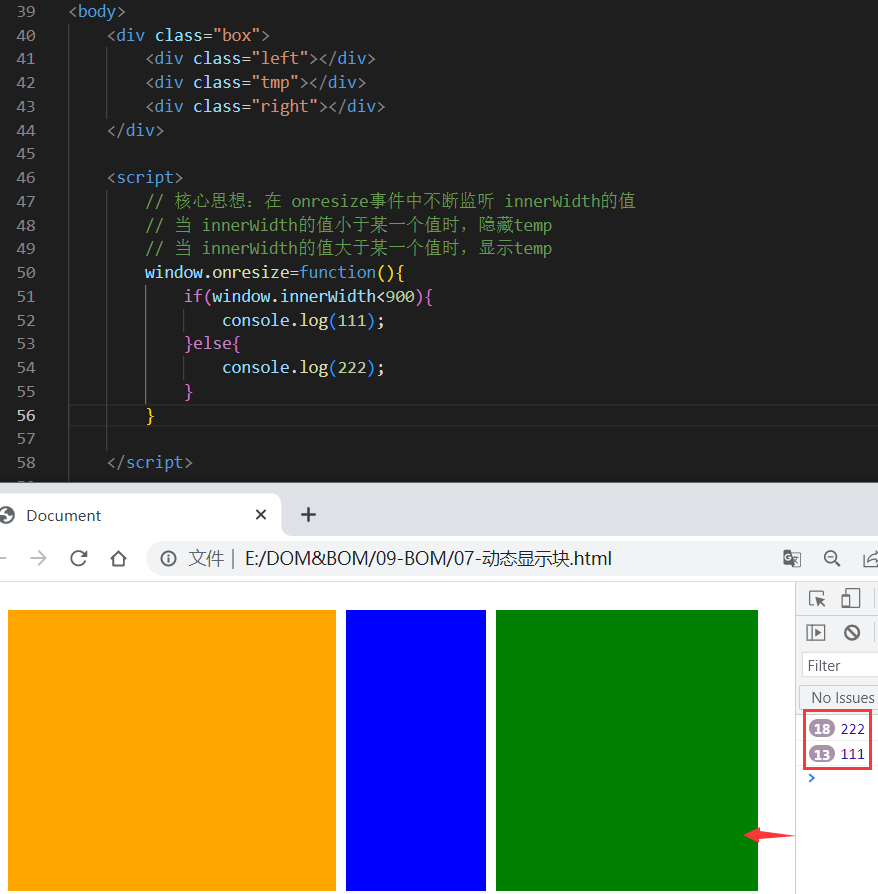 39 <body>
40 <div class="box">
41 <div class="left"></div>
42 <div class="tmp"></div>
43 <div class="right"></div>
44 </div>
45
46 <script>
47 // 核心思想：在 onresize事件中不断监听 innerWidth的值
48 // 当 innerWidth的值小于某一个值时，隐藏temp
49 // 当 innerWidth的值大于某一个值时，显示temp
50 window.onresize=function(){
51 if(window.innerWidth<900){
52 console.log(111);
53 }else{
54 console.log(222);
55 }
56 }
57
58 </script>
Document
文件 | E:/DOM&BOM/09-BOM/07-动态显示块.html
Filter
No Issues
18 222
13 111
>